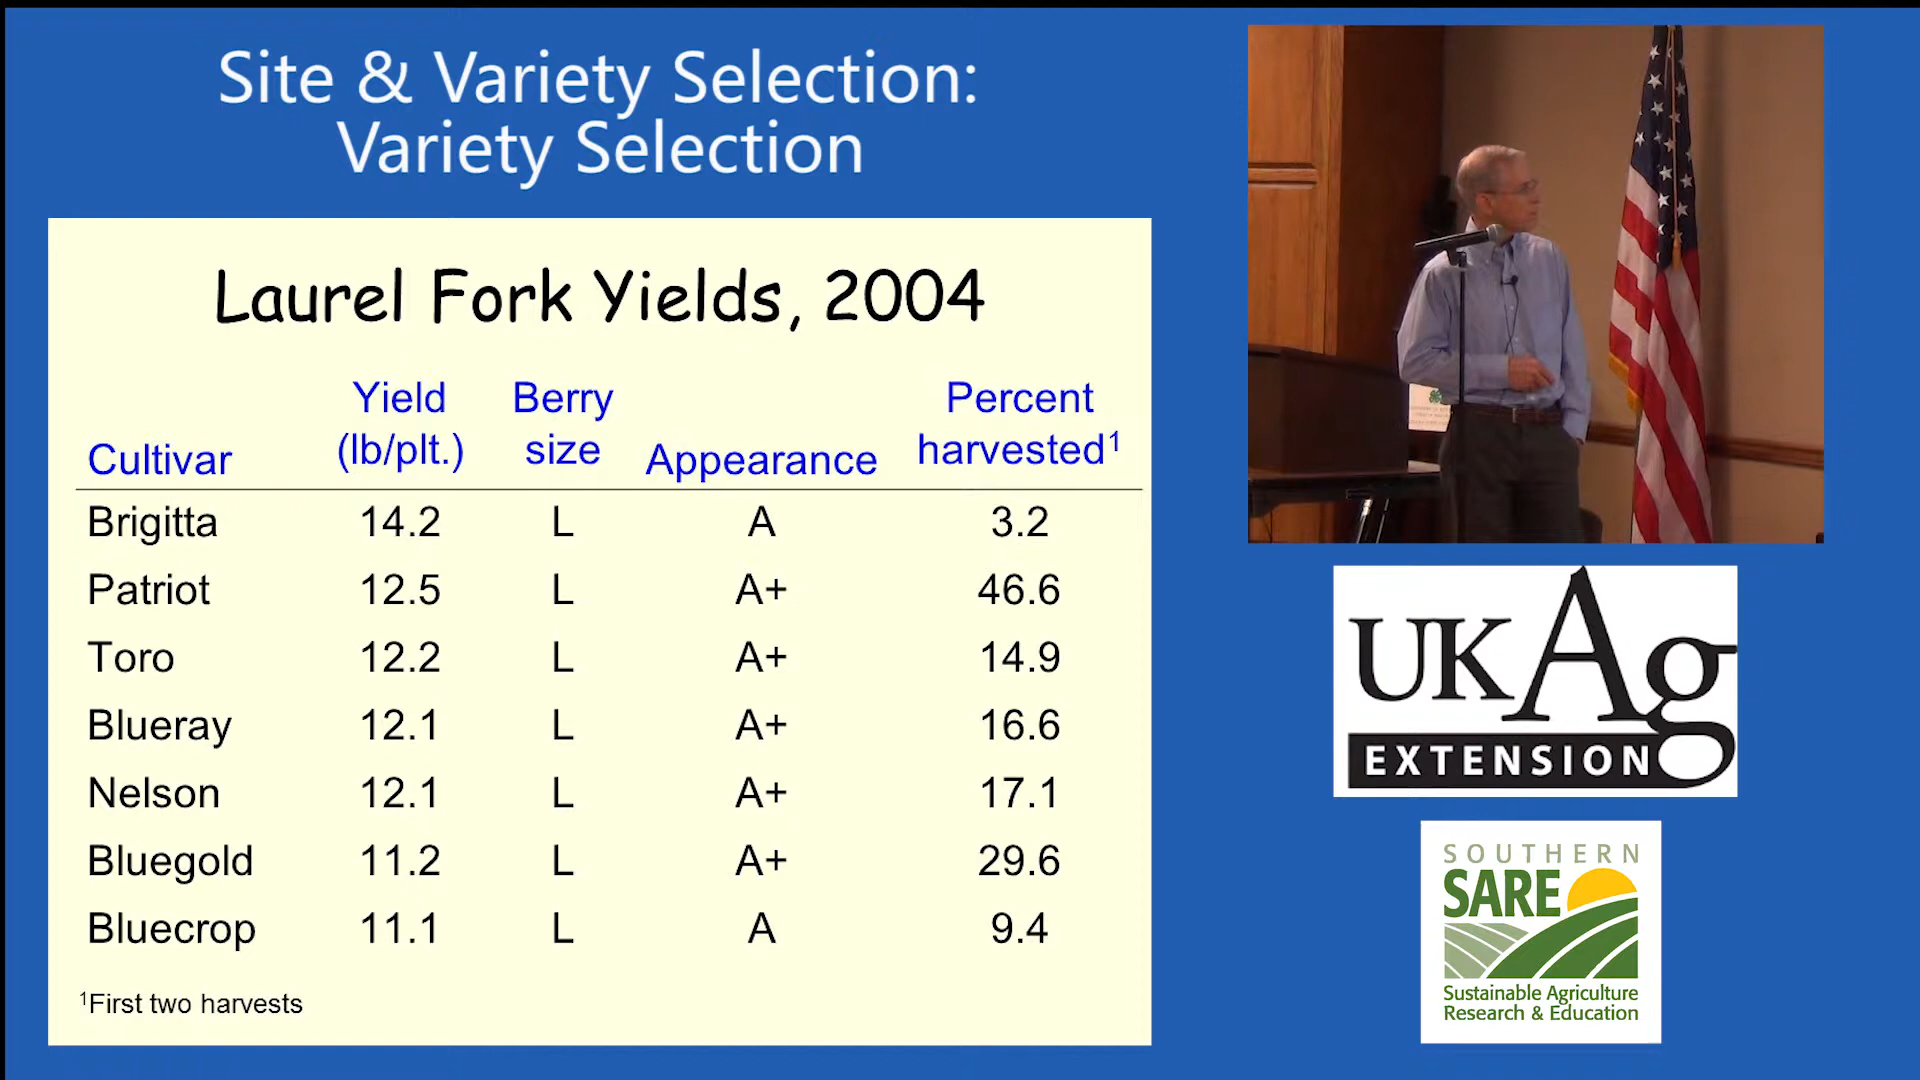 Site & Variety Selection:
Variety Selection
Laurel Fork Yields, 2004
Cultivar Yield (lb/plt.) Berry size Appearance Percent harvested¹
Brigitta 14.2 L A 3.2
Patriot 12.5 L A+ 46.6
Toro 12.2 L A+ 14.9
Blueray 12.1 L A+ 16.6
Nelson 12.1 L A+ 17.1
Bluegold 11.2 L A+ 29.6
Bluecrop 11.1 L A 9.4
¹First two harvests
UKAg
EXTENSION
SOUTHERN
SARE
Sustainable Agriculture
Research & Education